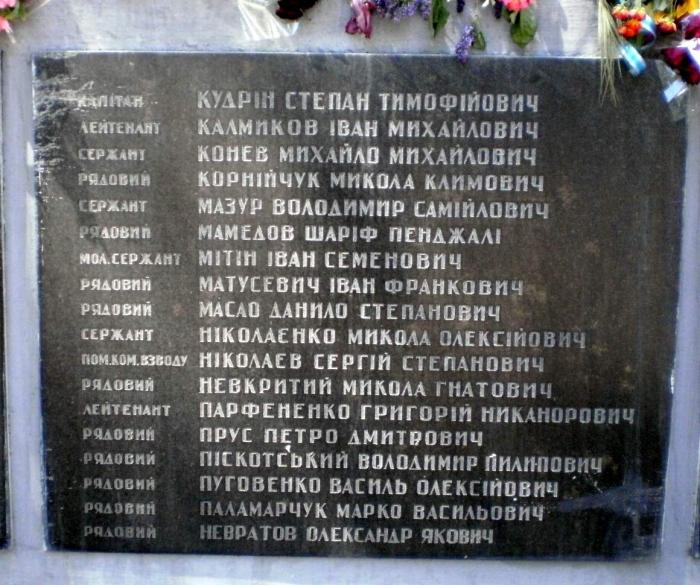 КАПІТАН КУДРІН СТЕПАН ТИМОФІЙОВИЧ
ЛЕЙТЕНАНТ КАЛМИКОВ ІВАН МИХАЙЛОВИЧ
СЕРЖАНТ КОНЕВ МИХАЙЛО МИХАЙЛОВИЧ
РЯДОВИЙ КОРНІЙЧУК МИКОЛА КЛИМОВИЧ
СЕРЖАНТ МАЗУР ВОЛОДИМИР САМІЙЛОВИЧ
РЯДОВИЙ МАМЕДОВ ШАРІФ ПЕНДЖАЛІ
МОЛ.СЕРЖАНТ МІТІН ІВАН СЕМЕНОВИЧ
РЯДОВИЙ МАТУСЕВИЧ ІВАН ФРАНКОВИЧ
РЯДОВИЙ МАСЛО ДАНИЛО СТЕПАНОВИЧ
СЕРЖАНТ НІКОЛАЄНКО МИКОЛА ОЛЕКСІЙОВИЧ
ПОМ.КОМ.ВЗВОДУ НІКОЛАЄВ СЕРГІЙ СТЕПАНОВИЧ
РЯДОВИЙ НЕВКРИТИЙ МИКОЛА ГНАТОВИЧ
ЛЕЙТЕНАНТ ПАРФЕНЕНКО ГРИГОРІЙ НИКАНОРОВИЧ
РЯДОВИЙ ПРУС ПЕТРО ДМИТРОВИЧ
РЯДОВИЙ ПІСКОТСЬКИЙ ВОЛОДИМИР ПИЛИПОВИЧ
РЯДОВИЙ ПУГОВЕНКО ВАСИЛЬ ОЛЕКСІЙОВИЧ
РЯДОВИЙ ПАЛАМАРЧУК МАРКО ВАСИЛЬОВИЧ
РЯДОВИЙ НЕВРАТОВ ОЛЕКСАНДР ЯКОВИЧ